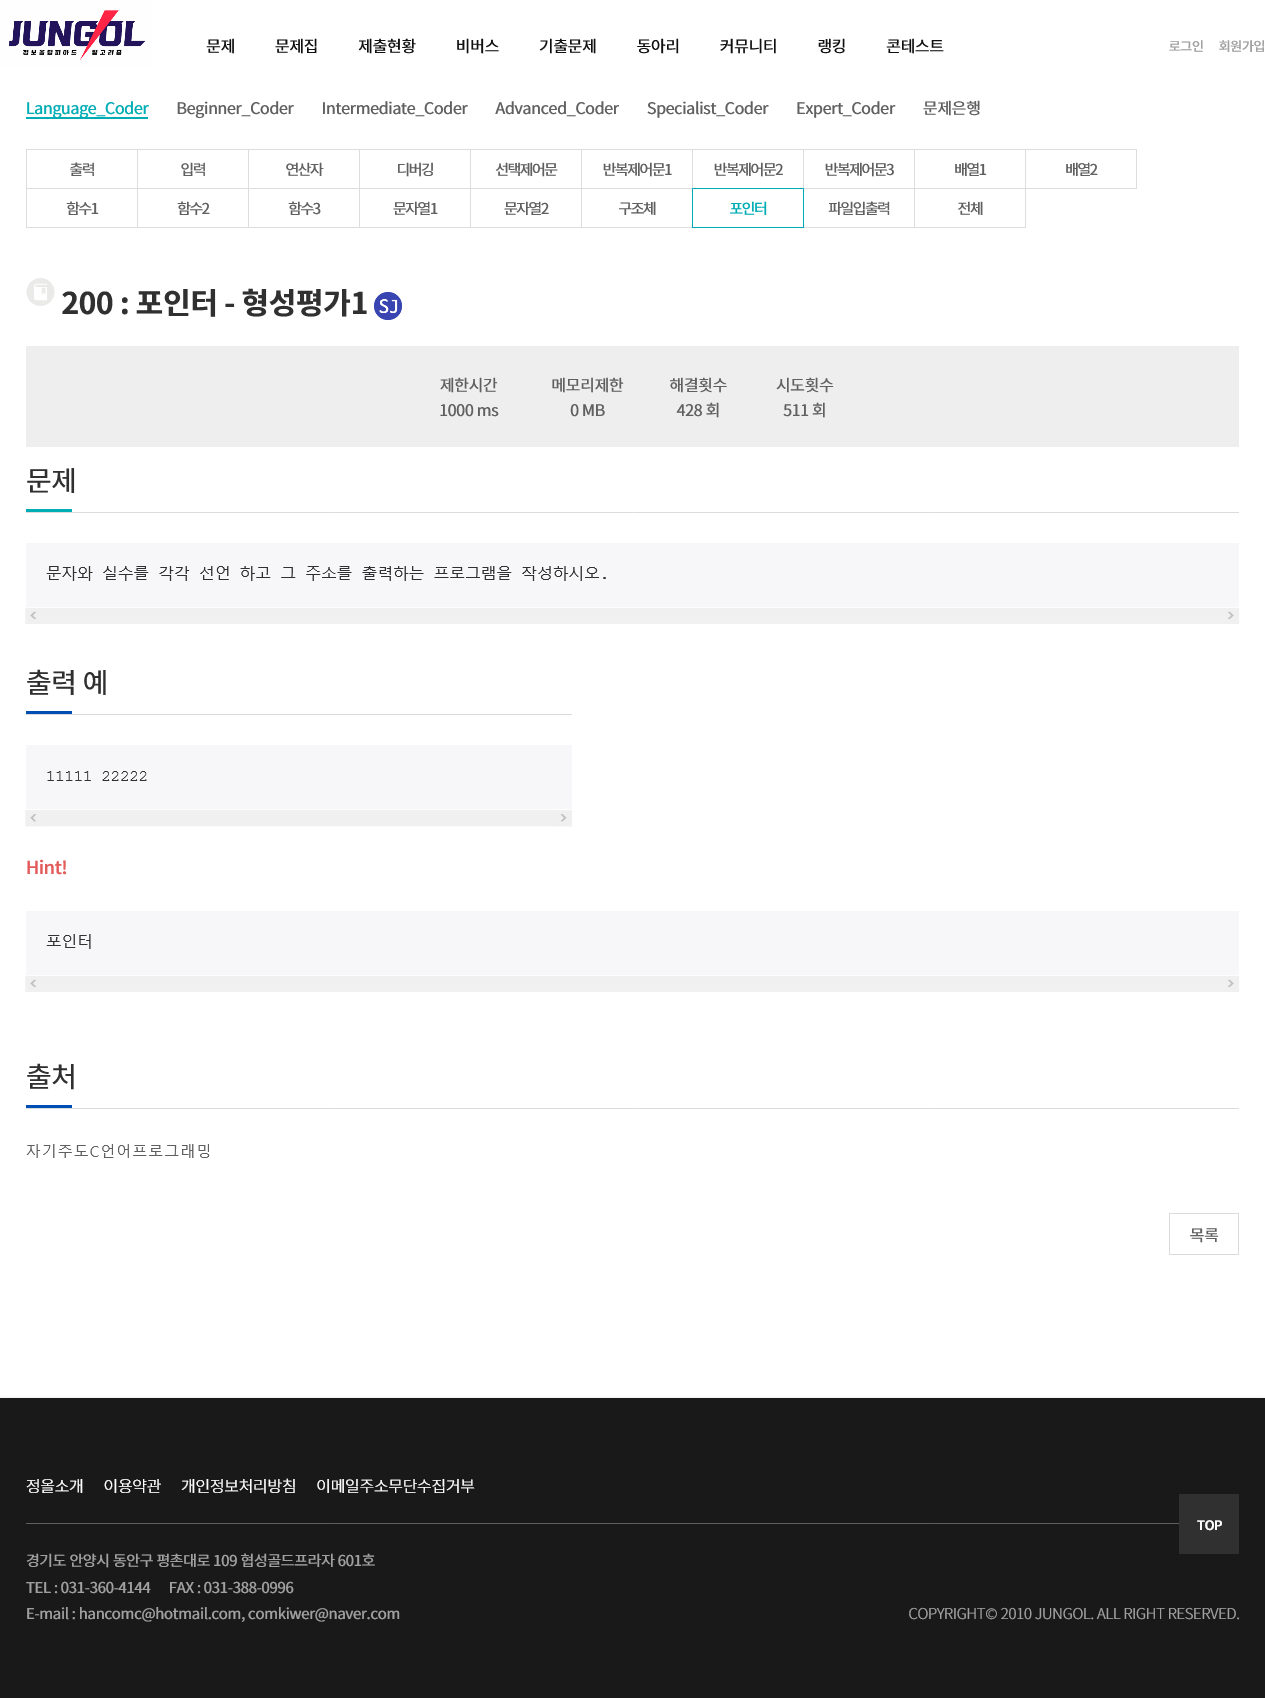 JUNGOL
정보올림피아드 알고리즘
문제 문제집 제출현황 비버스 기출문제 동아리 커뮤니티 랭킹 콘테스트 로그인 회원가입
Language_Coder Beginner_Coder Intermediate_Coder Advanced_Coder Specialist_Coder Expert_Coder 문제은행
출력 입력 연산자 디버깅 선택제어문 반복제어문1 반복제어문2 반복제어문3 배열1 배열2
함수1 함수2 함수3 문자열1 문자열2 구조체 포인터 파일입출력 전체
200 : 포인터 - 형성평가1 SJ
제한시간 메모리제한 해결횟수 시도횟수
1000 ms 0 MB 428 회 511 회
문제
문자와 실수를 각각 선언 하고 그 주소를 출력하는 프로그램을 작성하시오.
출력 예
11111 22222
Hint!
포인터
출처
자기주도C언어프로그래밍
목록
정올소개 이용약관 개인정보처리방침 이메일주소무단수집거부
TOP
경기도 안양시 동안구 평촌대로 109 협성골드프라자 601호
TEL : 031-360-4144 FAX : 031-388-0996
E-mail : hancomc@hotmail.com, comkiwer@naver.com COPYRIGHT© 2010 JUNGOL. ALL RIGHT RESERVED.